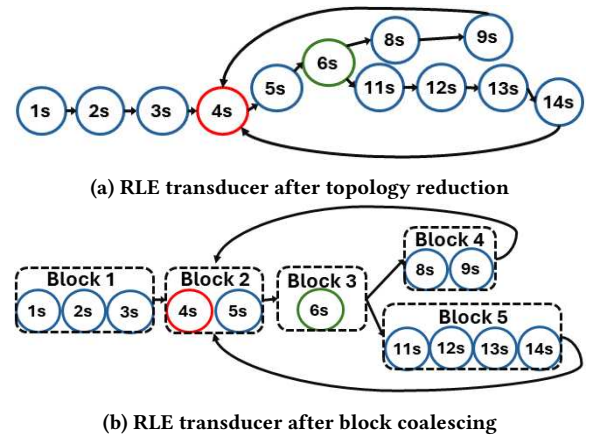 8s 9s
6s
5s
1s 2s 3s 4s 11s 12s 13s 14s
(a) RLE transducer after topology reduction
Block 4
8s 9s
Block 1 Block 2 Block 3
1s 2s 3s 4s 5s 6s
Block 5
11s 12s 13s 14s
(b) RLE transducer after block coalescing